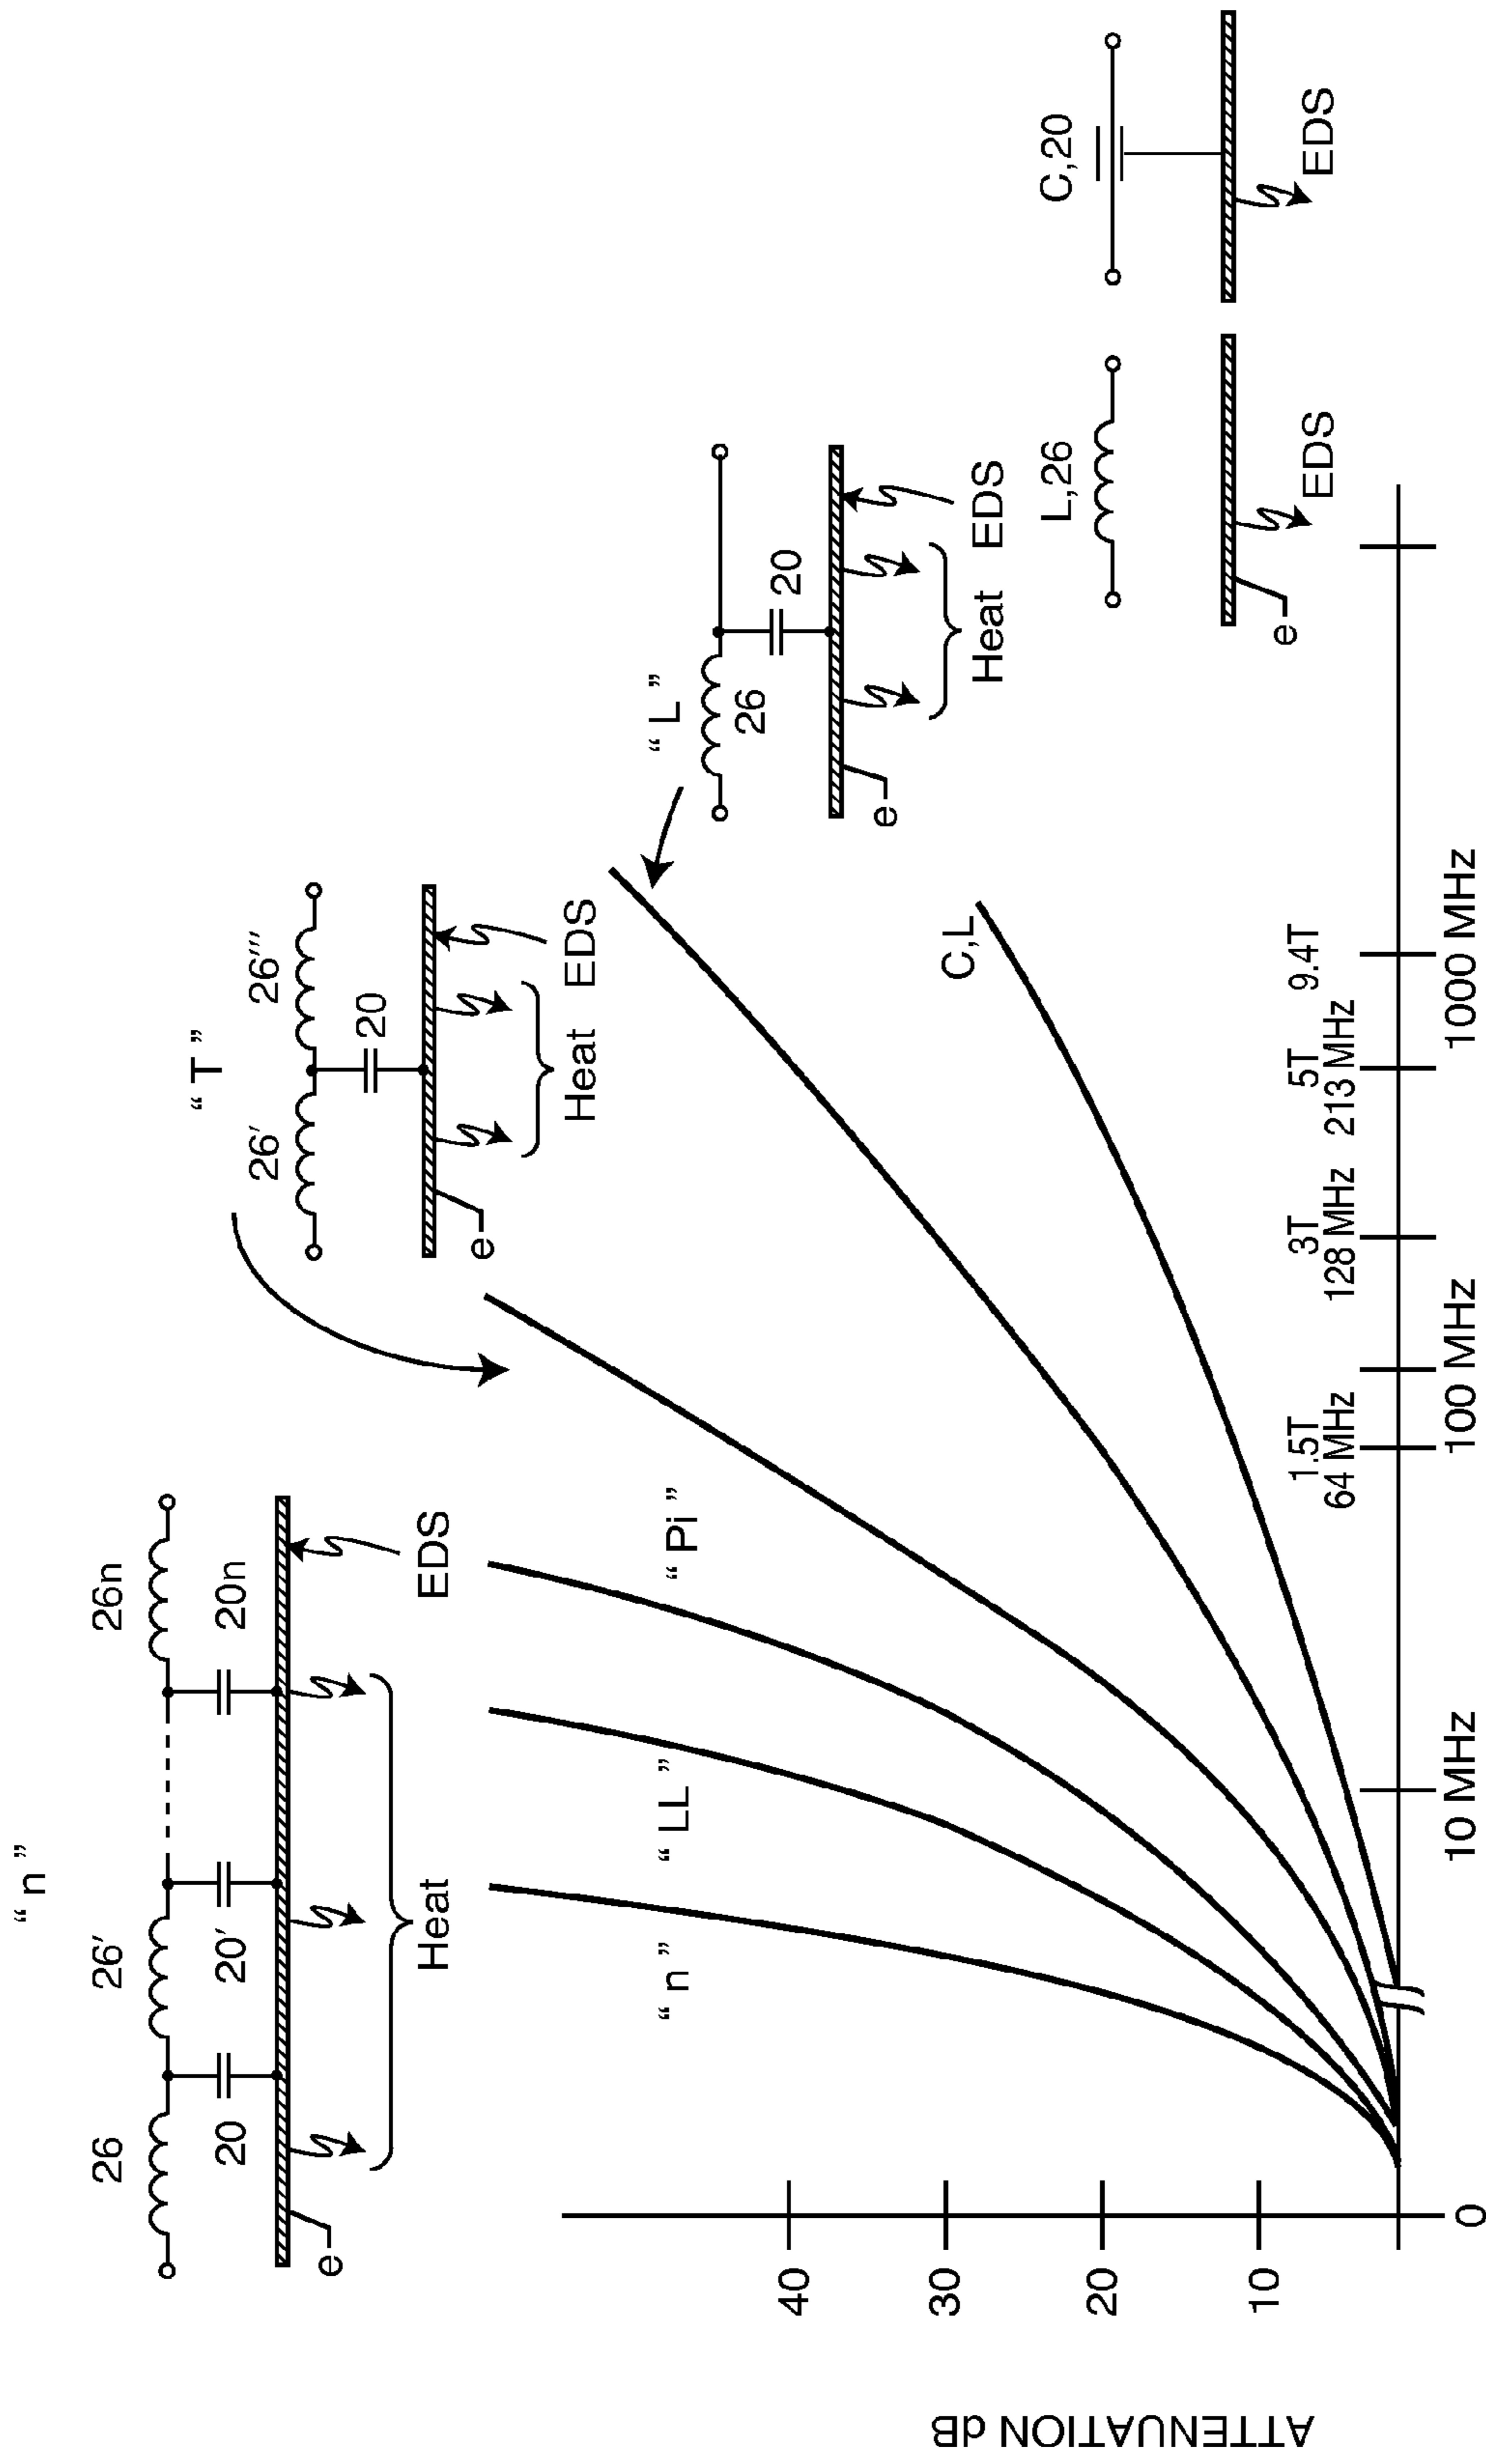 “ n ”
26
26′
26n
20
20′
20n
e
Heat
EDS
“ T ”
26′
26‴
20
e
Heat
EDS
“ L ”
26
20
e
Heat
EDS
L,26
e
EDS
C,20
EDS
“ n ”
“ LL ”
“ Pi ”
C,L
ATTENUATION dB
40
30
20
10
0
1.5T
64 MHz
3T
128 MHz
5T
213 MHz
9.4T
10 MHz
100 MHz
1000 MHz